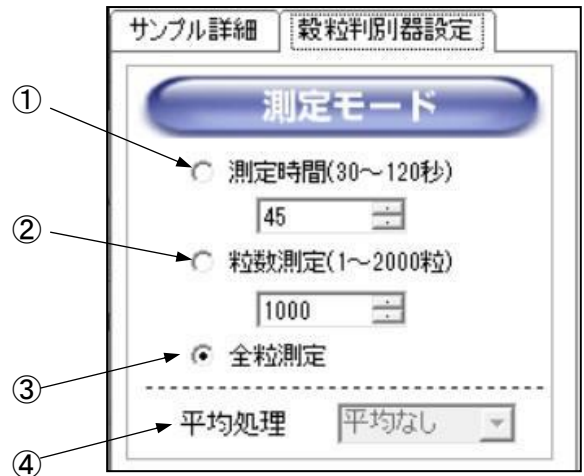 サンプル詳細 穀粒判別器設定
測定モード
①
測定時間(30～120秒)
45
②
粒数測定(1～2000粒)
1000
③
全粒測定
④
平均処理 平均なし